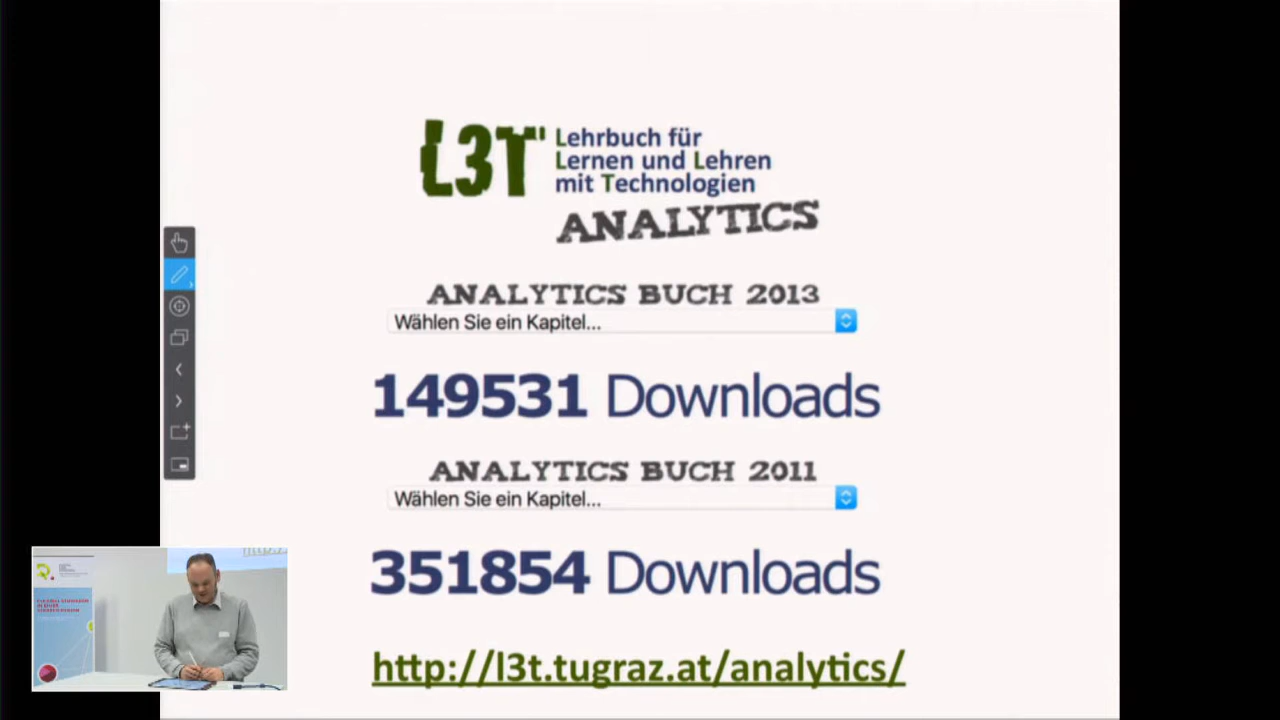 L3T
Lehrbuch für
Lernen und Lehren
mit Technologien
ANALYTICS
ANALYTICS BUCH 2013
Wählen Sie ein Kapitel...
149531 Downloads
ANALYTICS BUCH 2011
Wählen Sie ein Kapitel...
351854 Downloads
http://l3t.tugraz.at/analytics/